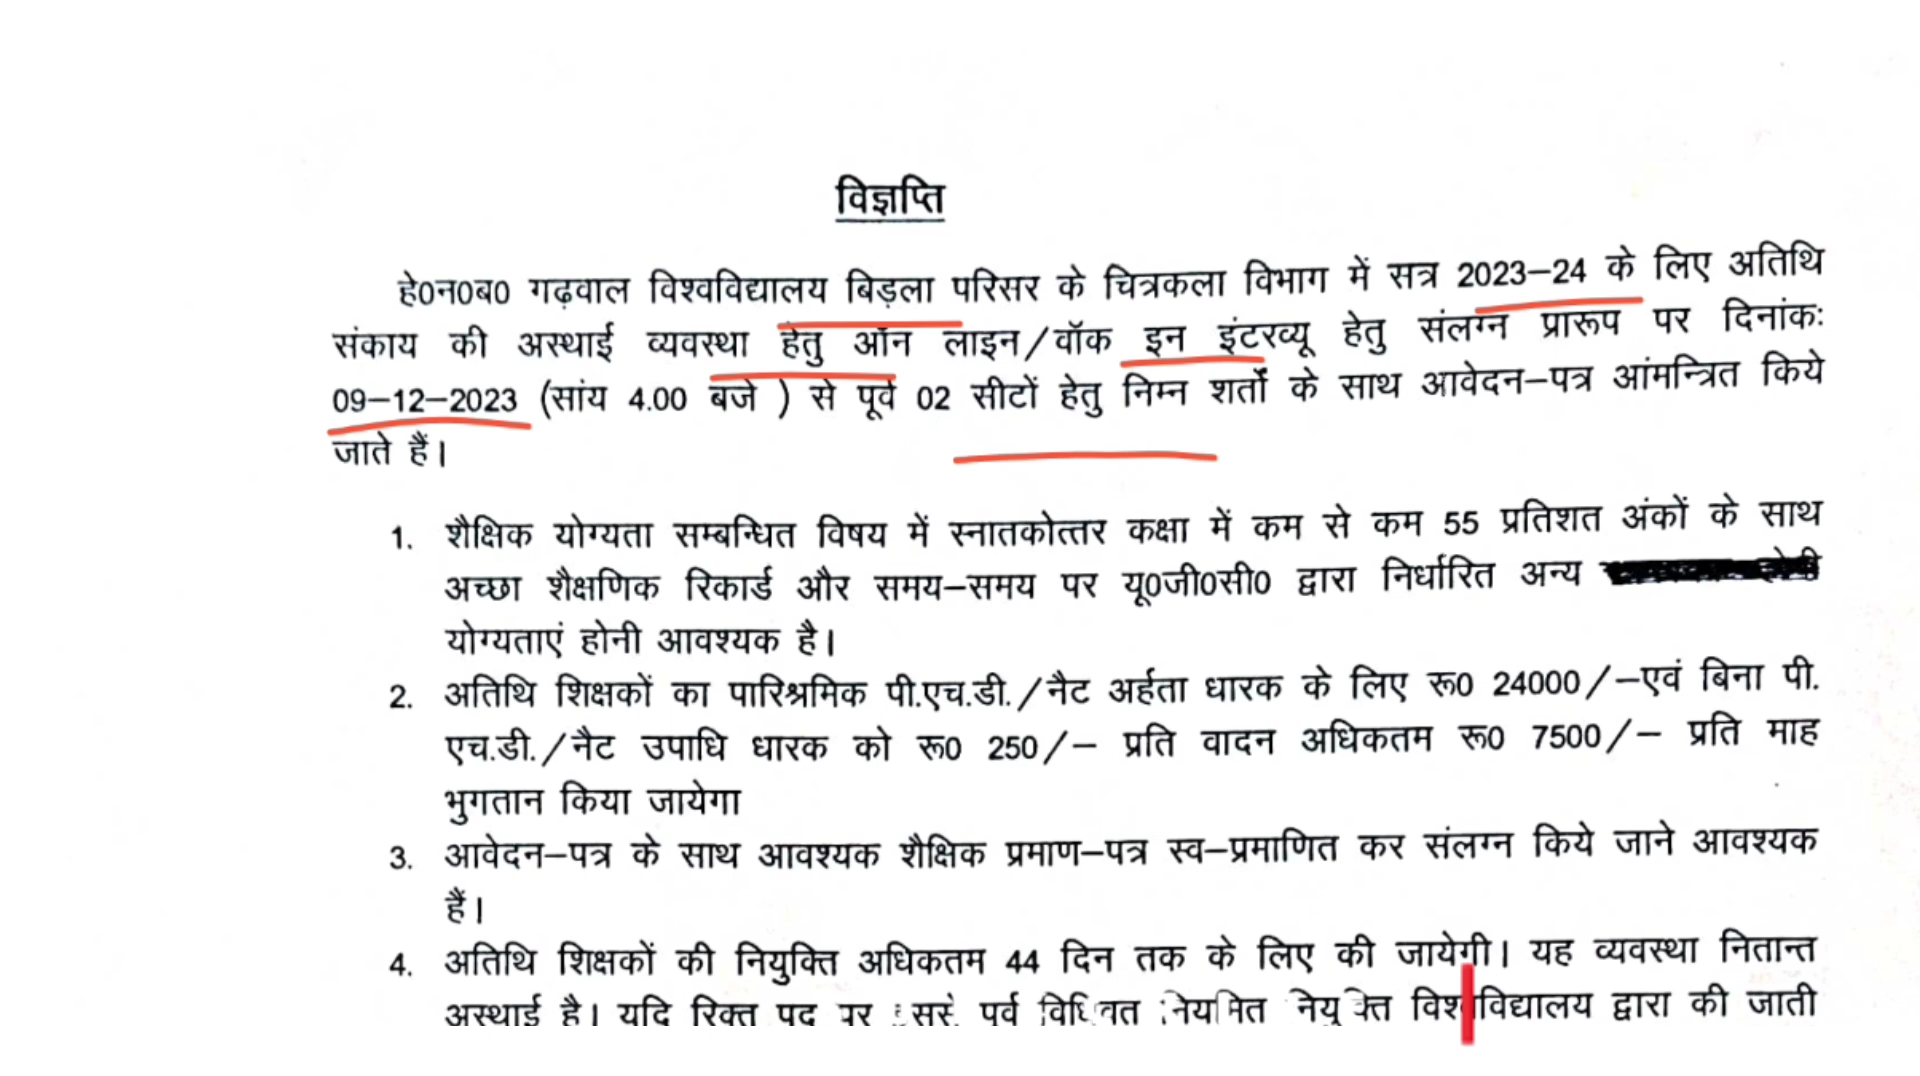 विज्ञप्ति
हे0न0ब0 गढ़वाल विश्वविद्यालय बिड़ला परिसर के चित्रकला विभाग में सत्र 2023–24 के लिए अतिथि
संकाय की अस्थाई व्यवस्था हेतु ऑन लाइन/वॉक इन इंटरव्यू हेतु संलग्न प्रारूप पर दिनांकः
09–12–2023 (सांय 4.00 बजे ) से पूर्व 02 सीटों हेतु निम्न शर्तो के साथ आवेदन–पत्र आंमन्त्रित किये
जाते हैं।
1. शैक्षिक योग्यता सम्बन्धित विषय में स्नातकोत्तर कक्षा में कम से कम 55 प्रतिशत अंकों के साथ
अच्छा शैक्षणिक रिकार्ड और समय–समय पर यू0जी0सी0 द्वारा निर्धारित अन्य
योग्यताएं होनी आवश्यक है।
2. अतिथि शिक्षकों का पारिश्रमिक पी.एच.डी./नैट अर्हता धारक के लिए रू0 24000/–एवं बिना पी.
एच.डी./नैट उपाधि धारक को रू0 250/– प्रति वादन अधिकतम रू0 7500/– प्रति माह
भुगतान किया जायेगा
3. आवेदन–पत्र के साथ आवश्यक शैक्षिक प्रमाण–पत्र स्व–प्रमाणित कर संलग्न किये जाने आवश्यक
हैं।
4. अतिथि शिक्षकों की नियुक्ति अधिकतम 44 दिन तक के लिए की जायेगी। यह व्यवस्था नितान्त
अस्थाई है। यदि रिक्त पद पर इससे पूर्व विधिवत नियमित नियुक्ति विश्वविद्यालय द्वारा की जाती